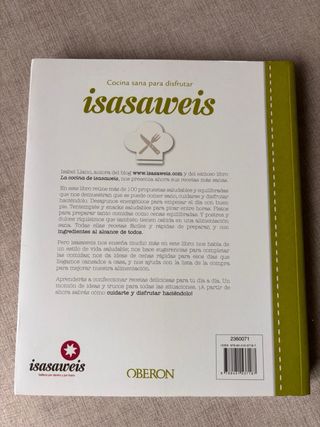 Cocina sana para disfrutar
isasaweis
Isabel Llano, autora del blog www.isasaweis.com y del exitoso libro
La cocina de isasaweis, nos presenta ahora sus recetas más sanas.
En este libro reúne más de 100 propuestas saludables y equilibradas
que nos demuestran que se puede comer sano, cuidarse y disfrutar
haciéndolo. Desayunos energéticos para empezar el día con buen
pie. Tentempiés y snacks saludables para picar entre horas. Platos
para preparar tanto comidas como cenas equilibradas. Y postres y
dulces riquísimos que también tienen cabida en una alimentación
sana. Todas ellas recetas fáciles y rápidas de preparar, y con
ingredientes al alcance de todos.
Pero isasaweis nos enseña mucho más en este libro: nos habla de
un estilo de vida saludable, nos hace sugerencias para completar
las comidas, nos da ideas de cenas rápidas para esos días que
llegamos cansados a casa, y nos ayuda con la lista de la compra
para mejorar nuestra alimentación.
Aprenderás a confeccionar recetas deliciosas para tu día a día. Un
montón de ideas y trucos para todas las situaciones. ¡A partir de
ahora sabrás cómo cuidarte y disfrutar haciéndolo!
2360071
isasaweis
OBERON